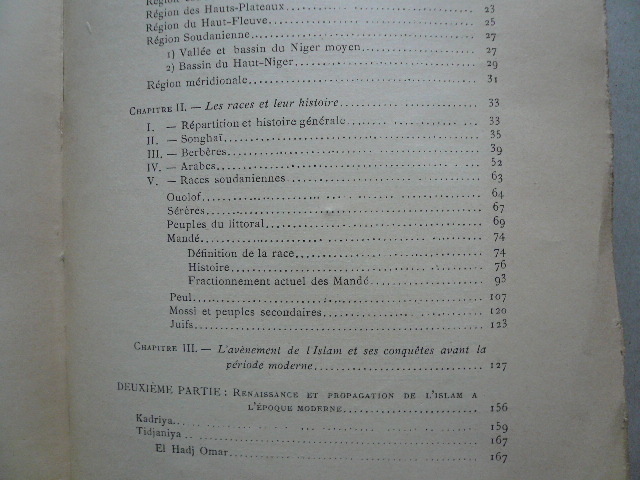 Région des Hauts-Plateaux 23
Région du Haut-Fleuve 25
Région Soudanienne 27
1) Vallée et bassin du Niger moyen 27
2) Bassin du Haut-Niger 29
Région méridionale 31
CHAPITRE II. — Les races et leur histoire 33
I. — Répartition et histoire générale 33
II. — Songhaï 35
III. — Berbères 39
IV. — Arabes 52
V. — Races soudaniennes 63
Ouolof 64
Sérères 67
Peuples du littoral 69
Mandé 74
Définition de la race 74
Histoire 76
Fractionnement actuel des Mandé 98
Peul 107
Mossi et peuples secondaires 120
Juifs 123
CHAPITRE III. — L'avènement de l'Islam et ses conquêtes avant la
période moderne 127
DEUXIÈME PARTIE : RENAISSANCE ET PROPAGATION DE L'ISLAM A
L'ÉPOQUE MODERNE 156
Kadriya 159
Tidjaniya 167
El Hadj Omar 167